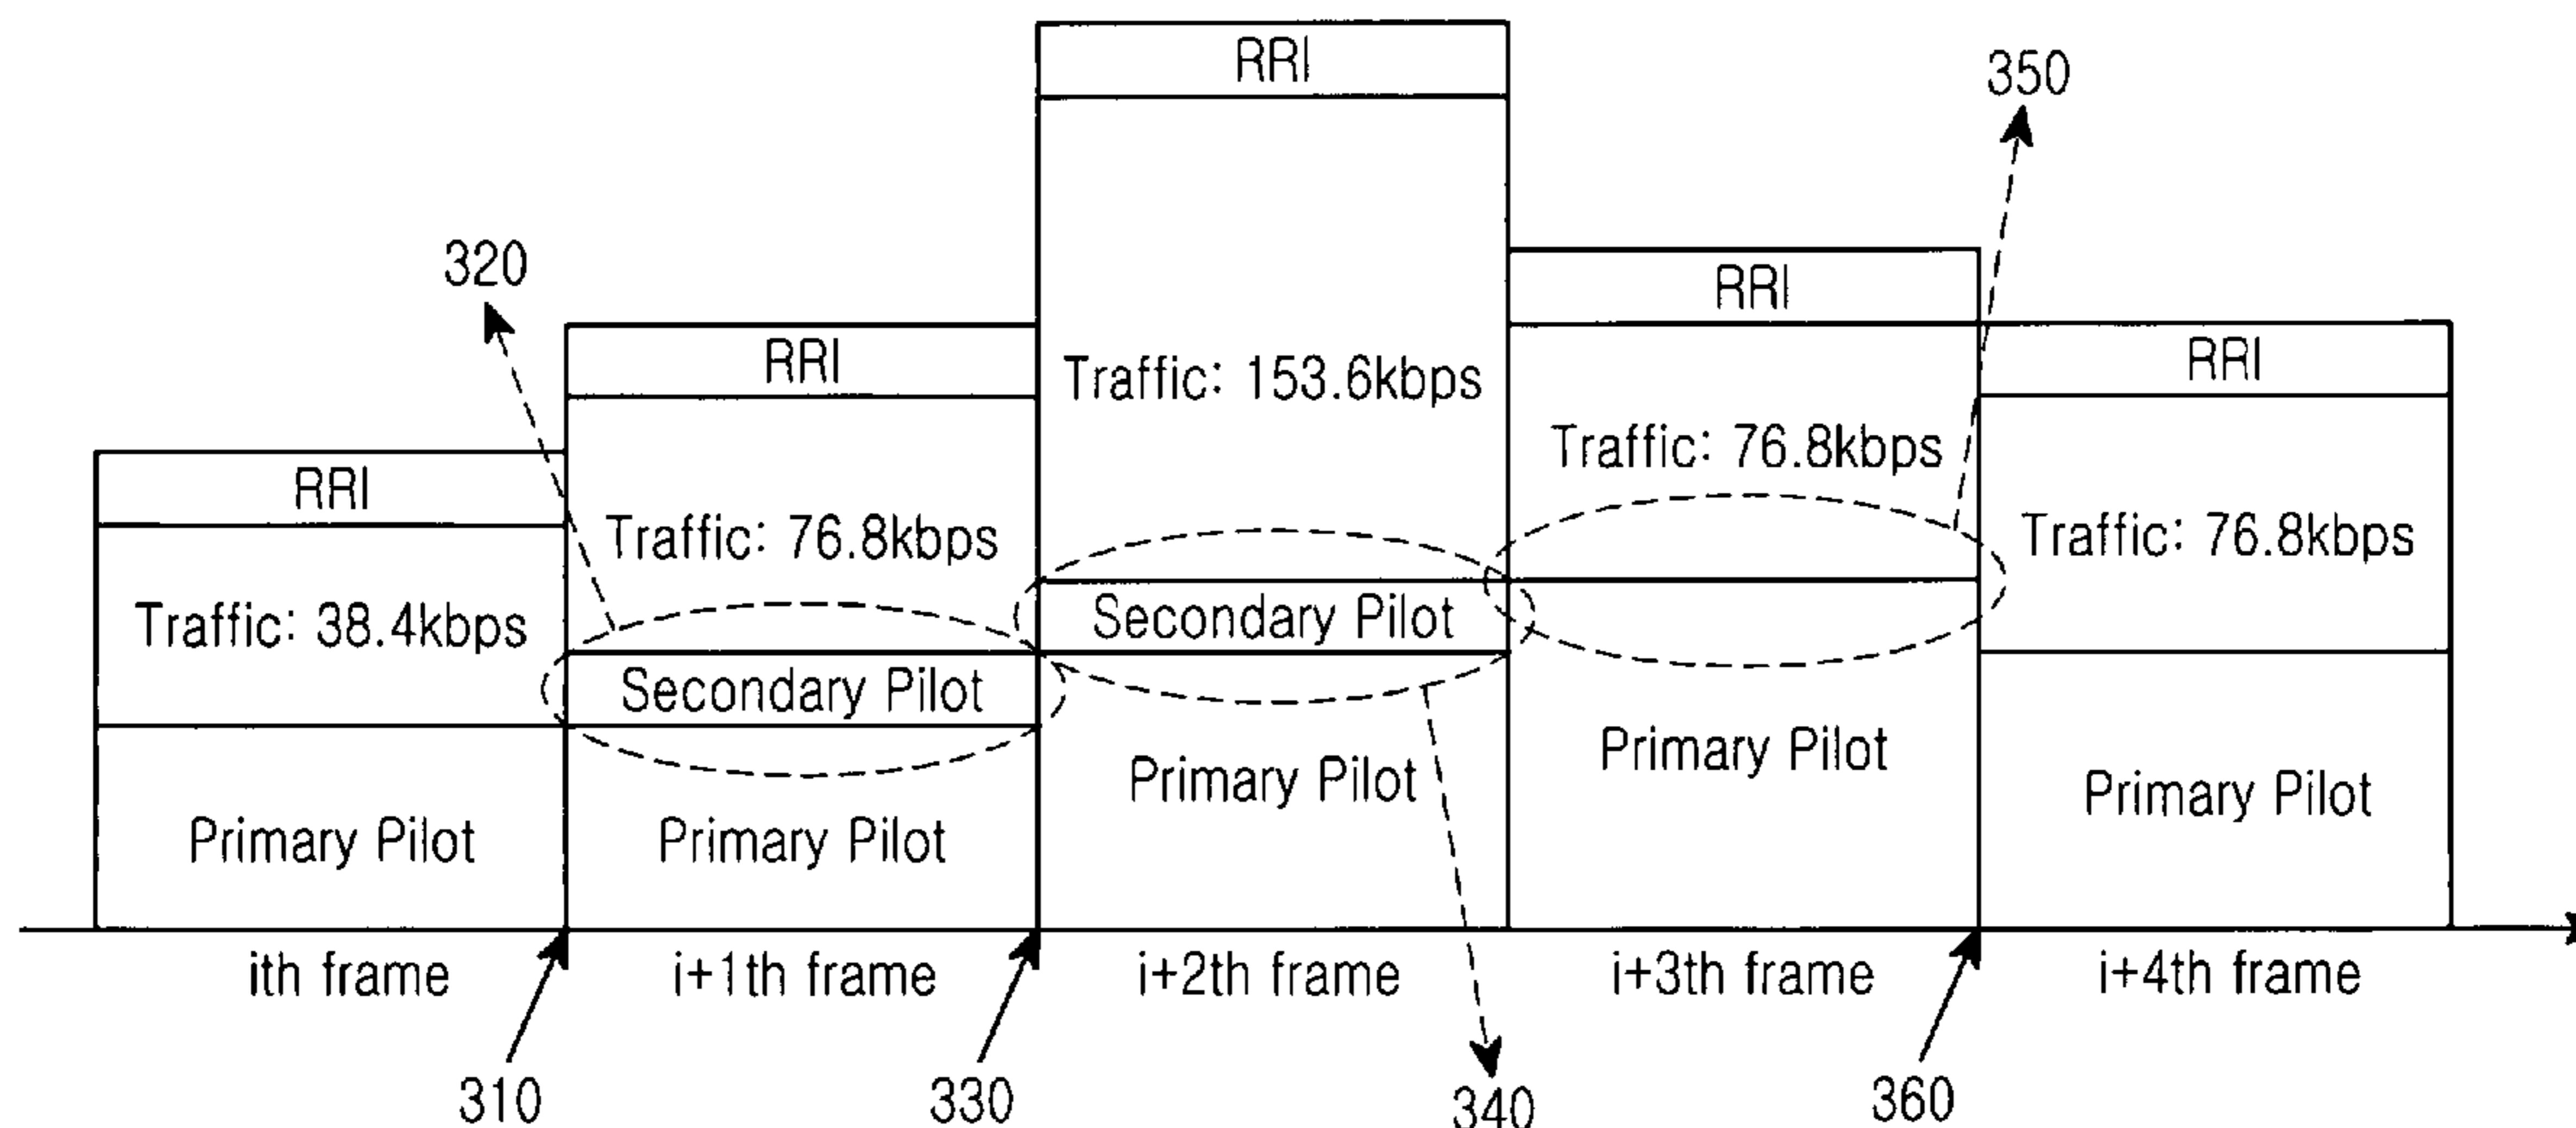 RRI
350
320
RRI
RRI
RRI
Traffic: 153.6kbps
RRI
Traffic: 76.8kbps
Traffic: 76.8kbps
Traffic: 76.8kbps
Traffic: 38.4kbps
Secondary Pilot
Secondary Pilot
Primary Pilot
Primary Pilot
Primary Pilot
Primary Pilot
Primary Pilot
ith frame
i+1th frame
i+2th frame
i+3th frame
i+4th frame
310
330
340
360